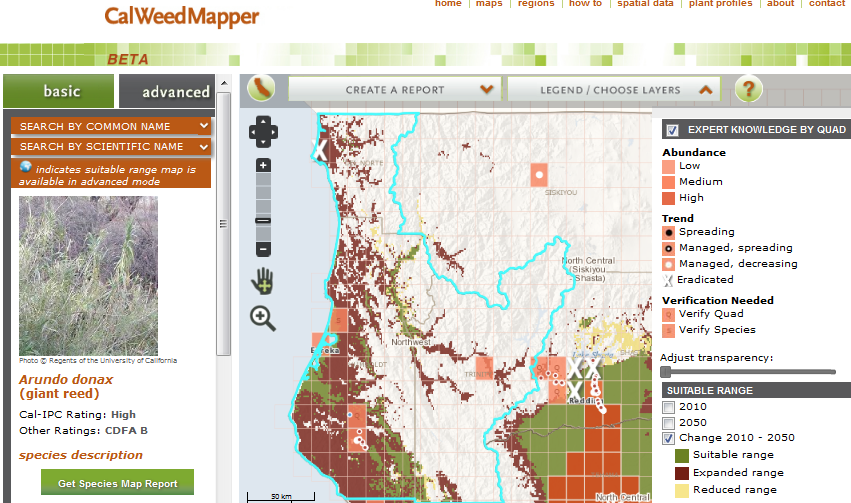 home | maps | regions | how to | spatial data | plant profiles | about | contact
CalWeedMapper
BETA
basic
advanced
CREATE A REPORT
LEGEND / CHOOSE LAYERS
?
SEARCH BY COMMON NAME
SEARCH BY SCIENTIFIC NAME
indicates suitable range map is
available in advanced mode
Photo © Regents of the University of California
Arundo donax
(giant reed)
Cal-IPC Rating: High
Other Ratings: CDFA B
species description
Get Species Map Report
SISKIYOU
North Central
(Siskiyou
- Shasta)
Northwest
Eureka
Lake Shasta
Redding
North Central
50 km
EXPERT KNOWLEDGE BY QUAD
Abundance
Low
Medium
High
Trend
Spreading
Managed, spreading
Managed, decreasing
Eradicated
Verification Needed
Verify Quad
Verify Species
Adjust transparency:
SUITABLE RANGE
2010
2050
Change 2010 - 2050
Suitable range
Expanded range
Reduced range